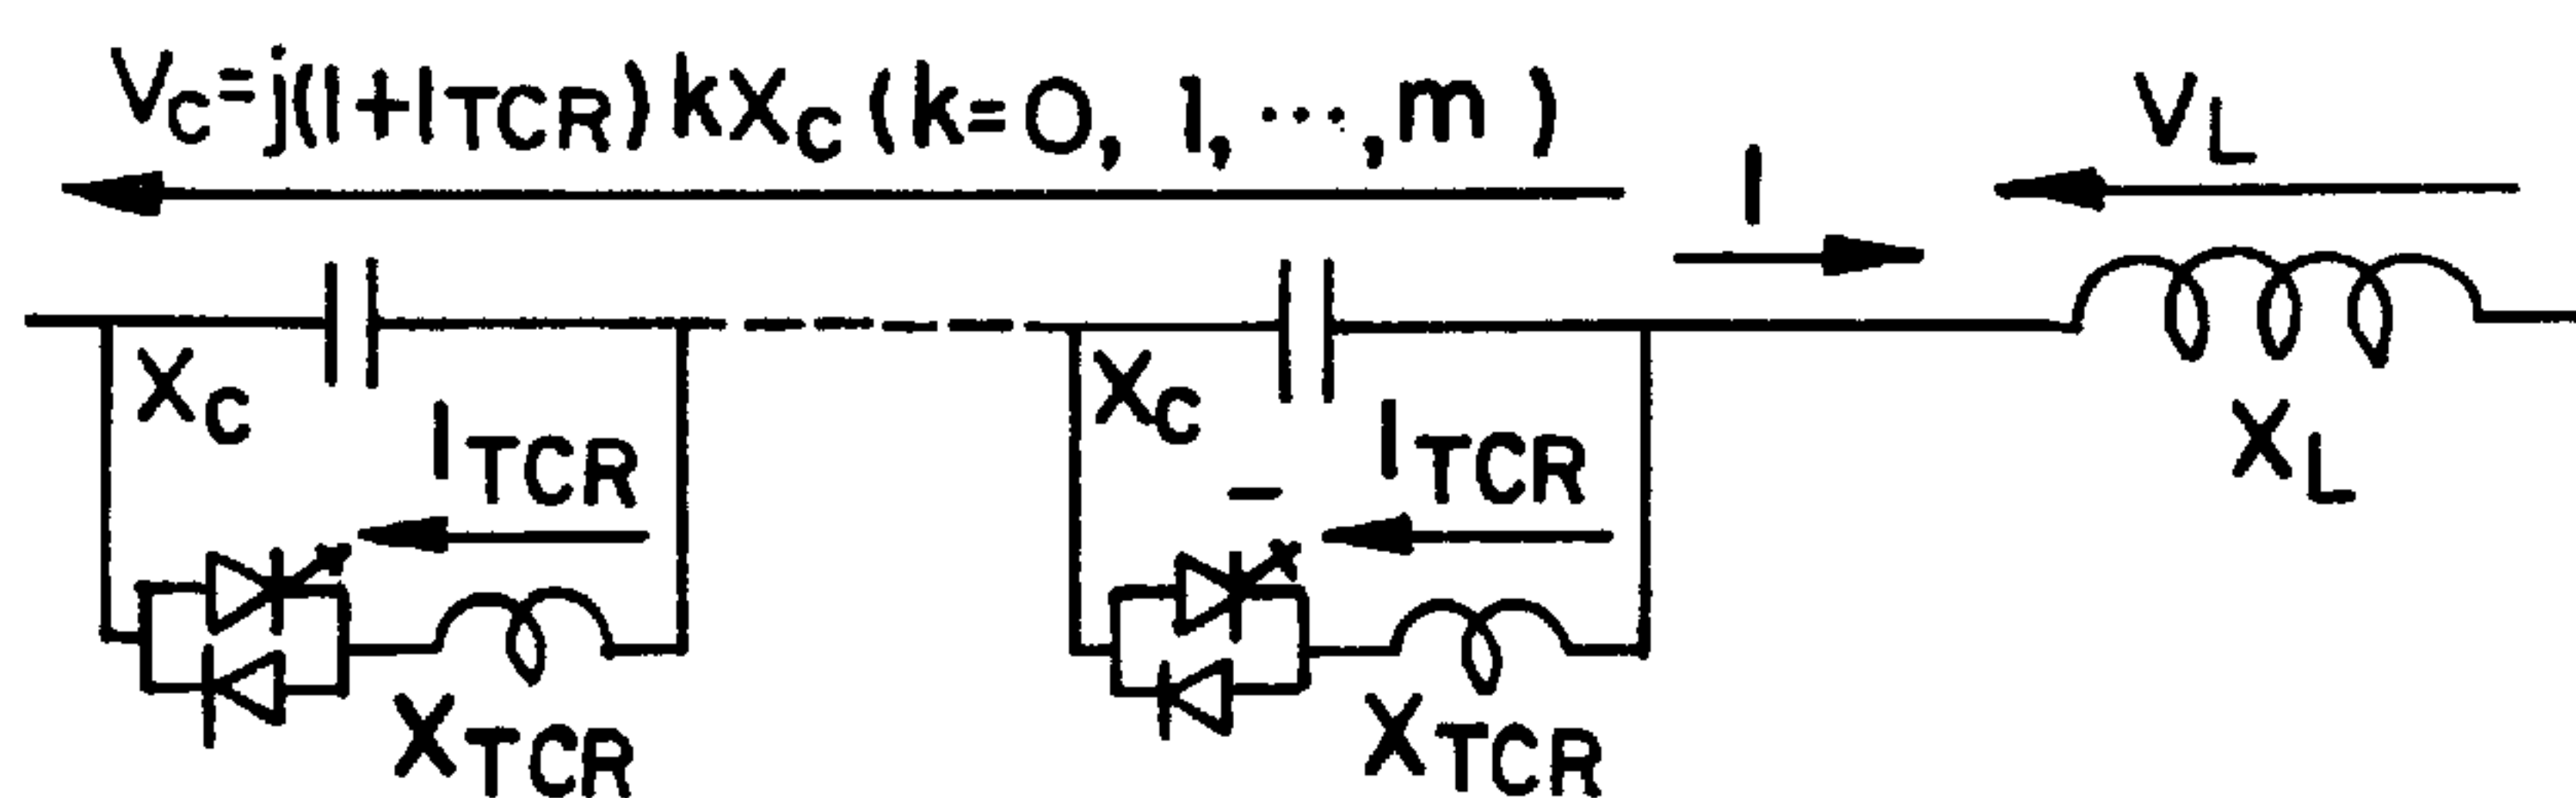 Vc=j(I+ITCR)kXc(k=0, 1,···,m)
I
VL
Xc
ITCR
Xc
ITCR
XL
XTCR
XTCR